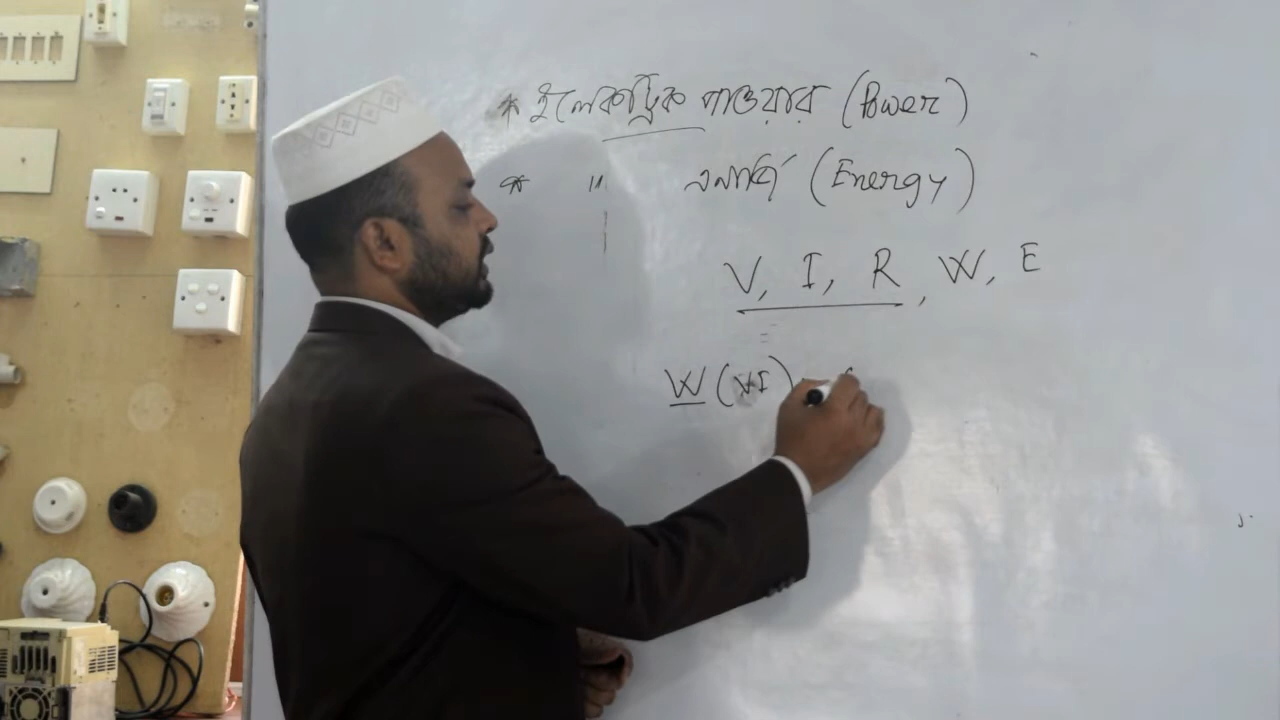 * ইলেকট্রিক পাওয়ার (Power)
* " এনার্জি (Energy)
V, I, R, W, E
W (VI)